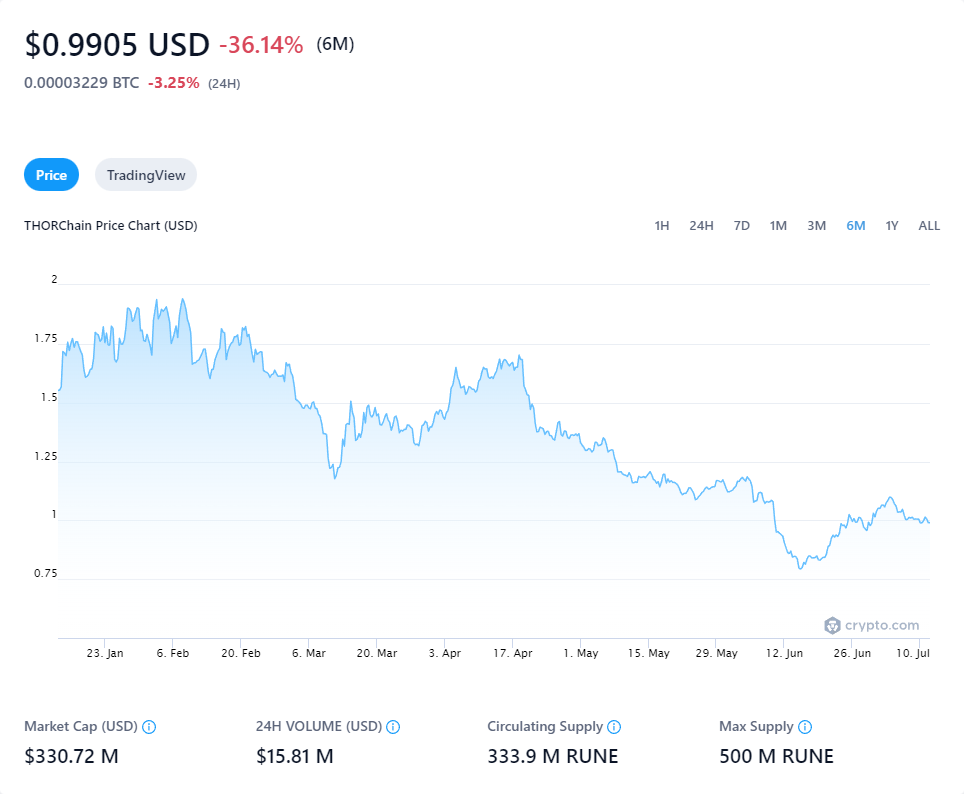 $0.9905 USD -36.14% (6M)
0.00003229 BTC -3.25% (24H)
Price TradingView
THORChain Price Chart (USD) 1H 24H 7D 1M 3M 6M 1Y ALL
2
1.75
1.5
1.25
1
0.75
crypto.com
23. Jan 6. Feb 20. Feb 6. Mar 20. Mar 3. Apr 17. Apr 1. May 15. May 29. May 12. Jun 26. Jun 10. Jul
Market Cap (USD) 24H VOLUME (USD) Circulating Supply Max Supply
$330.72 M $15.81 M 333.9 M RUNE 500 M RUNE